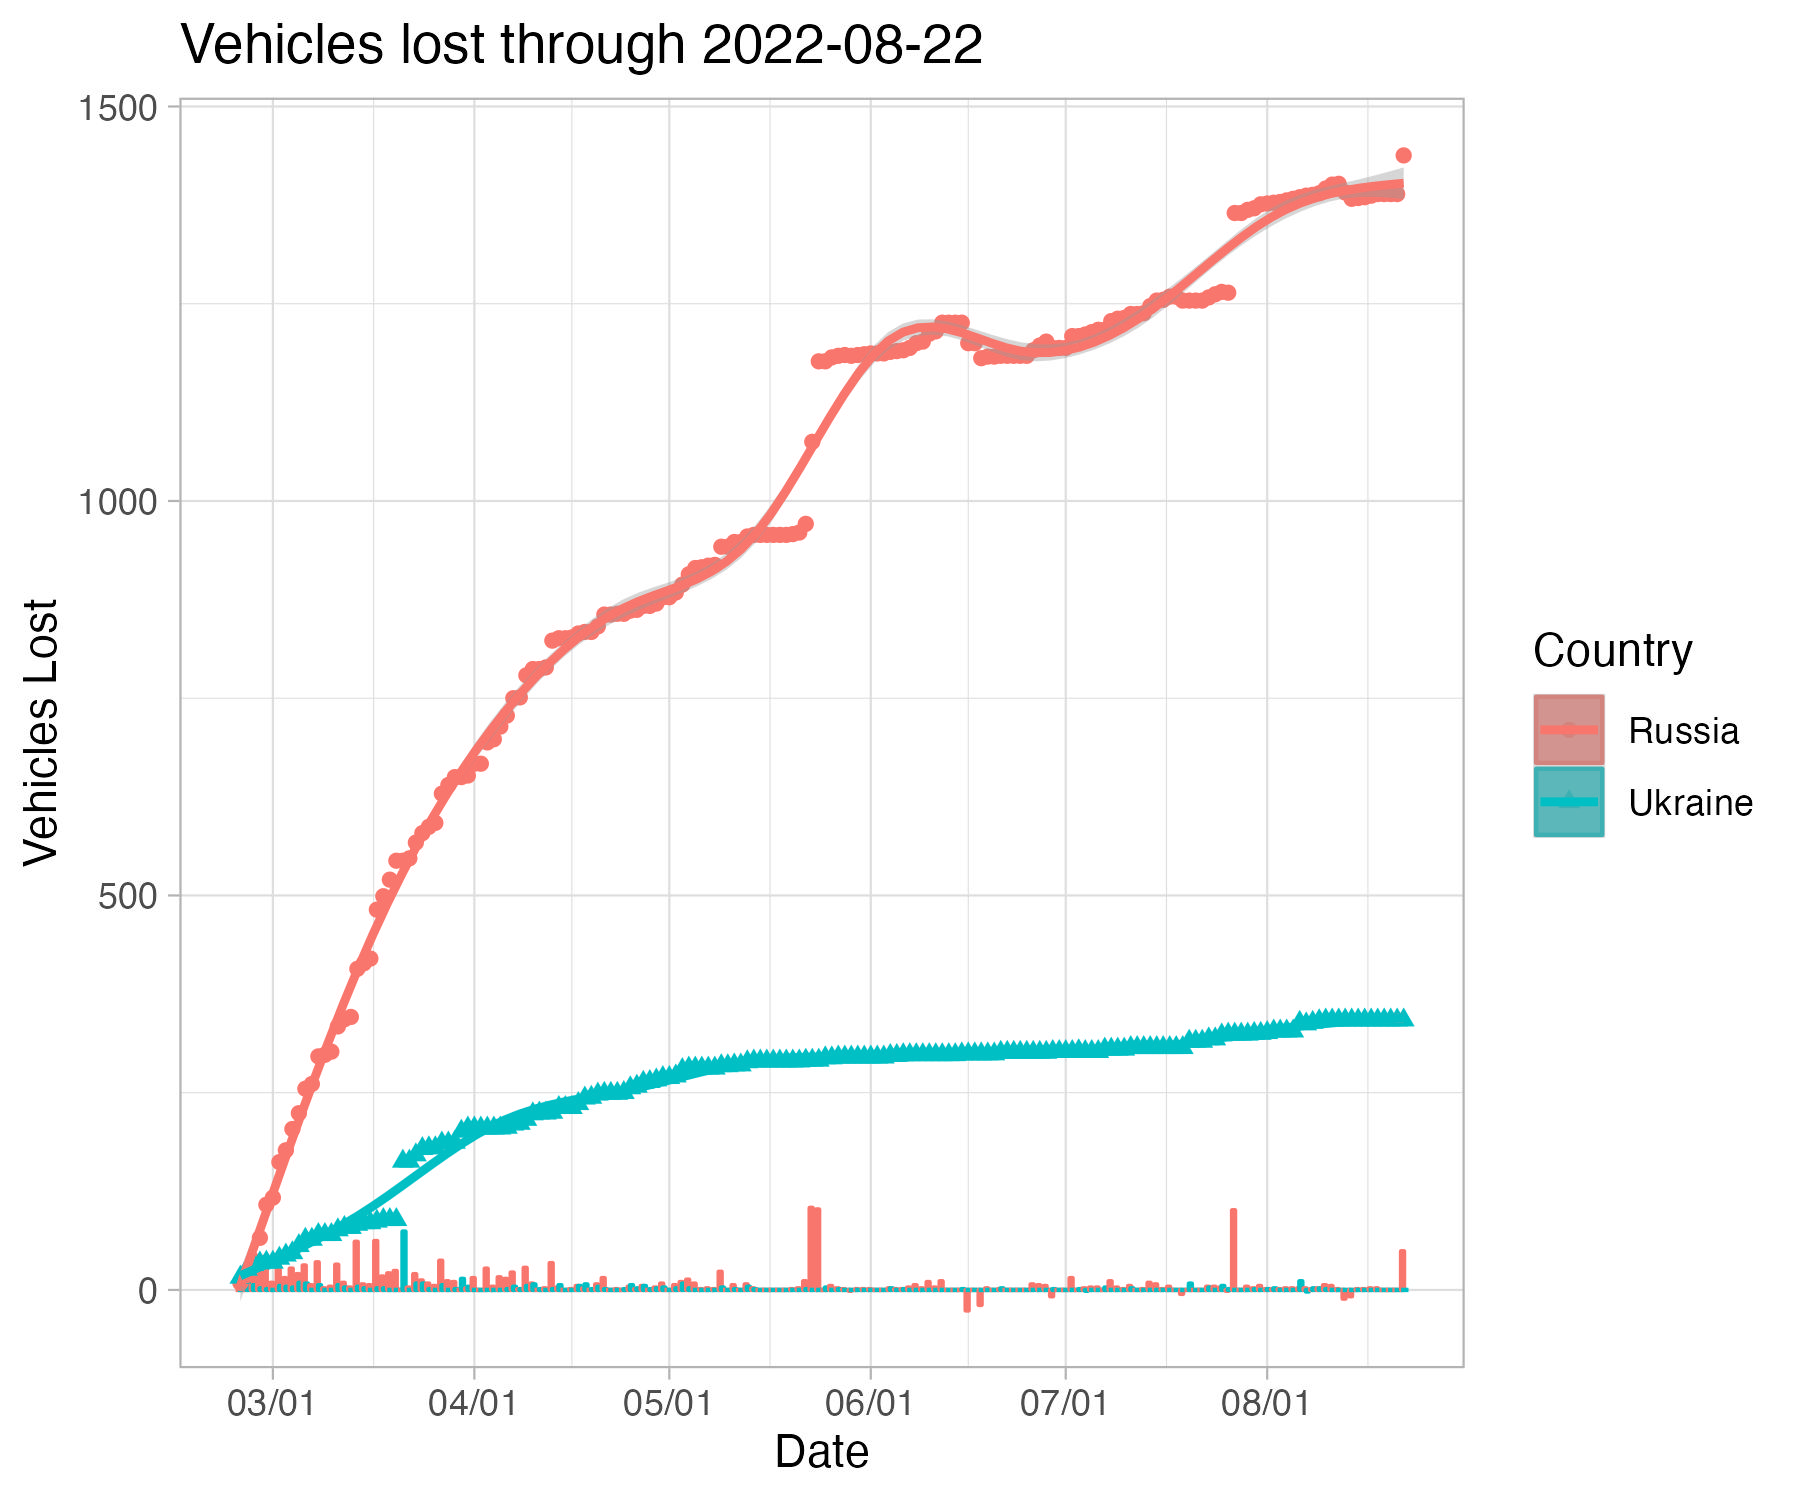 Vehicles lost through 2022-08-22
1500
1000
500
0
Vehicles Lost
03/01
04/01
05/01
06/01
07/01
08/01
Date
Country
Russia
Ukraine